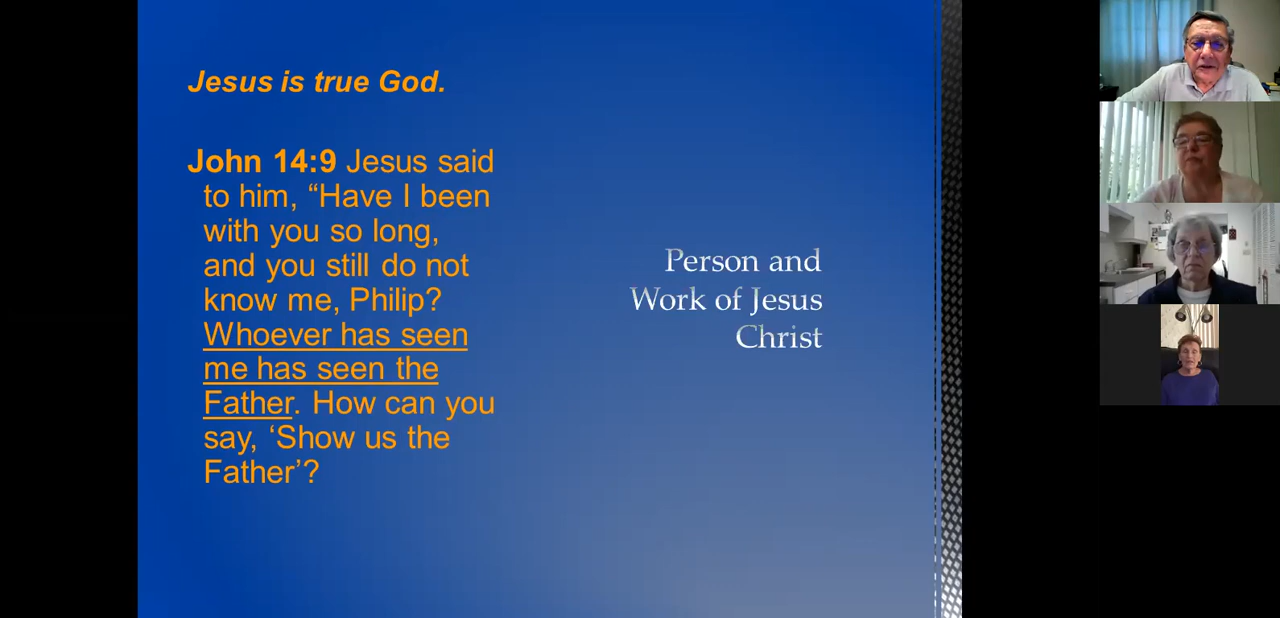 Jesus is true God.
John 14:9 Jesus said
to him, “Have I been
with you so long,
and you still do not
know me, Philip?
Whoever has seen
me has seen the
Father. How can you
say, ‘Show us the
Father’?
Person and
Work of Jesus
Christ